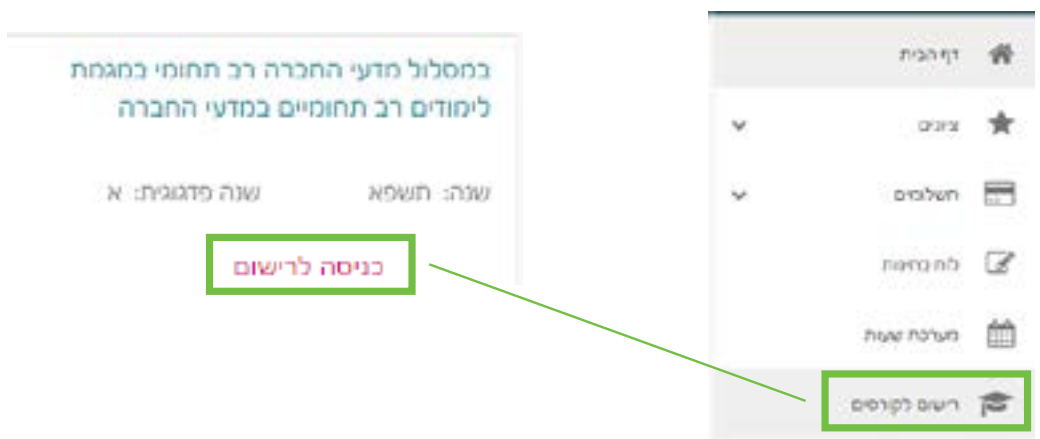 דף הבית
ציונים
תשלומים
לוח בחינות
מערכת שעות
רישום לקורסים
במסלול מדעי החברה רב תחומי במגמת
לימודים רב תחומיים במדעי החברה
שנה: תשפא שנה פדגוגית: א
כניסה לרישום